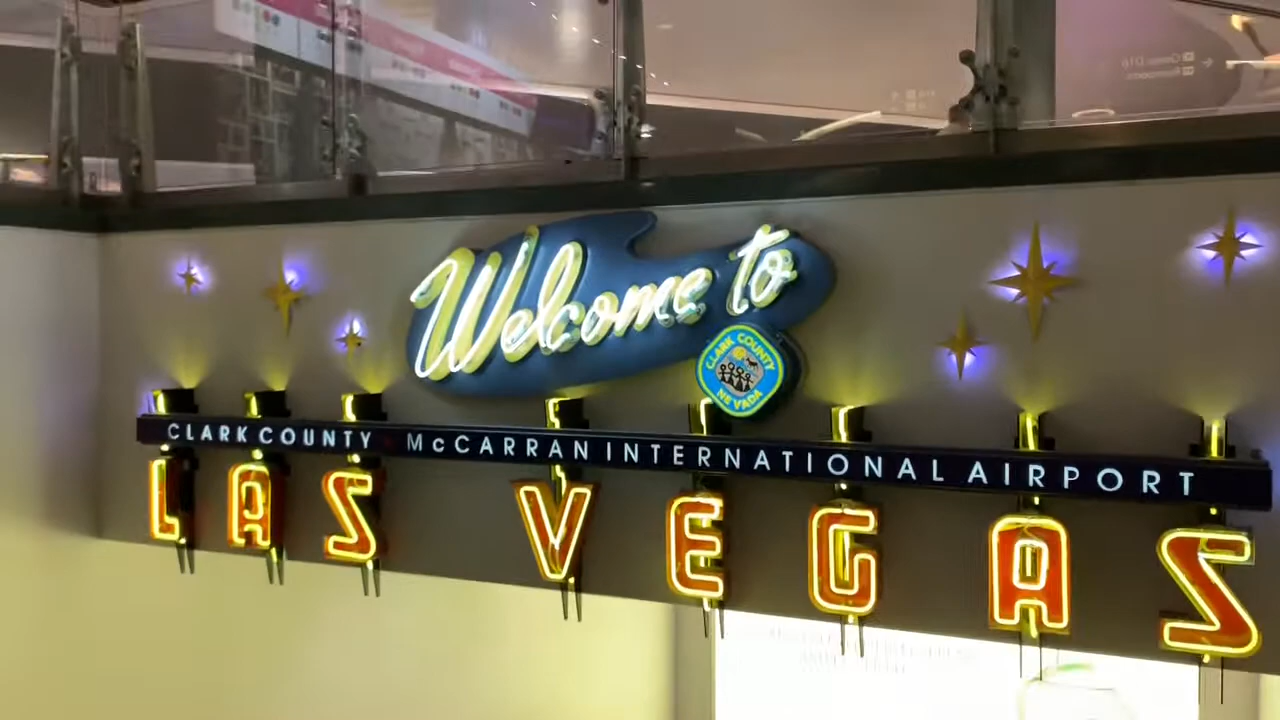 Welcome to
CLARK COUNTY
NEVADA
CLARK COUNTY McCARRAN INTERNATIONAL AIRPORT
LAS VEGAS